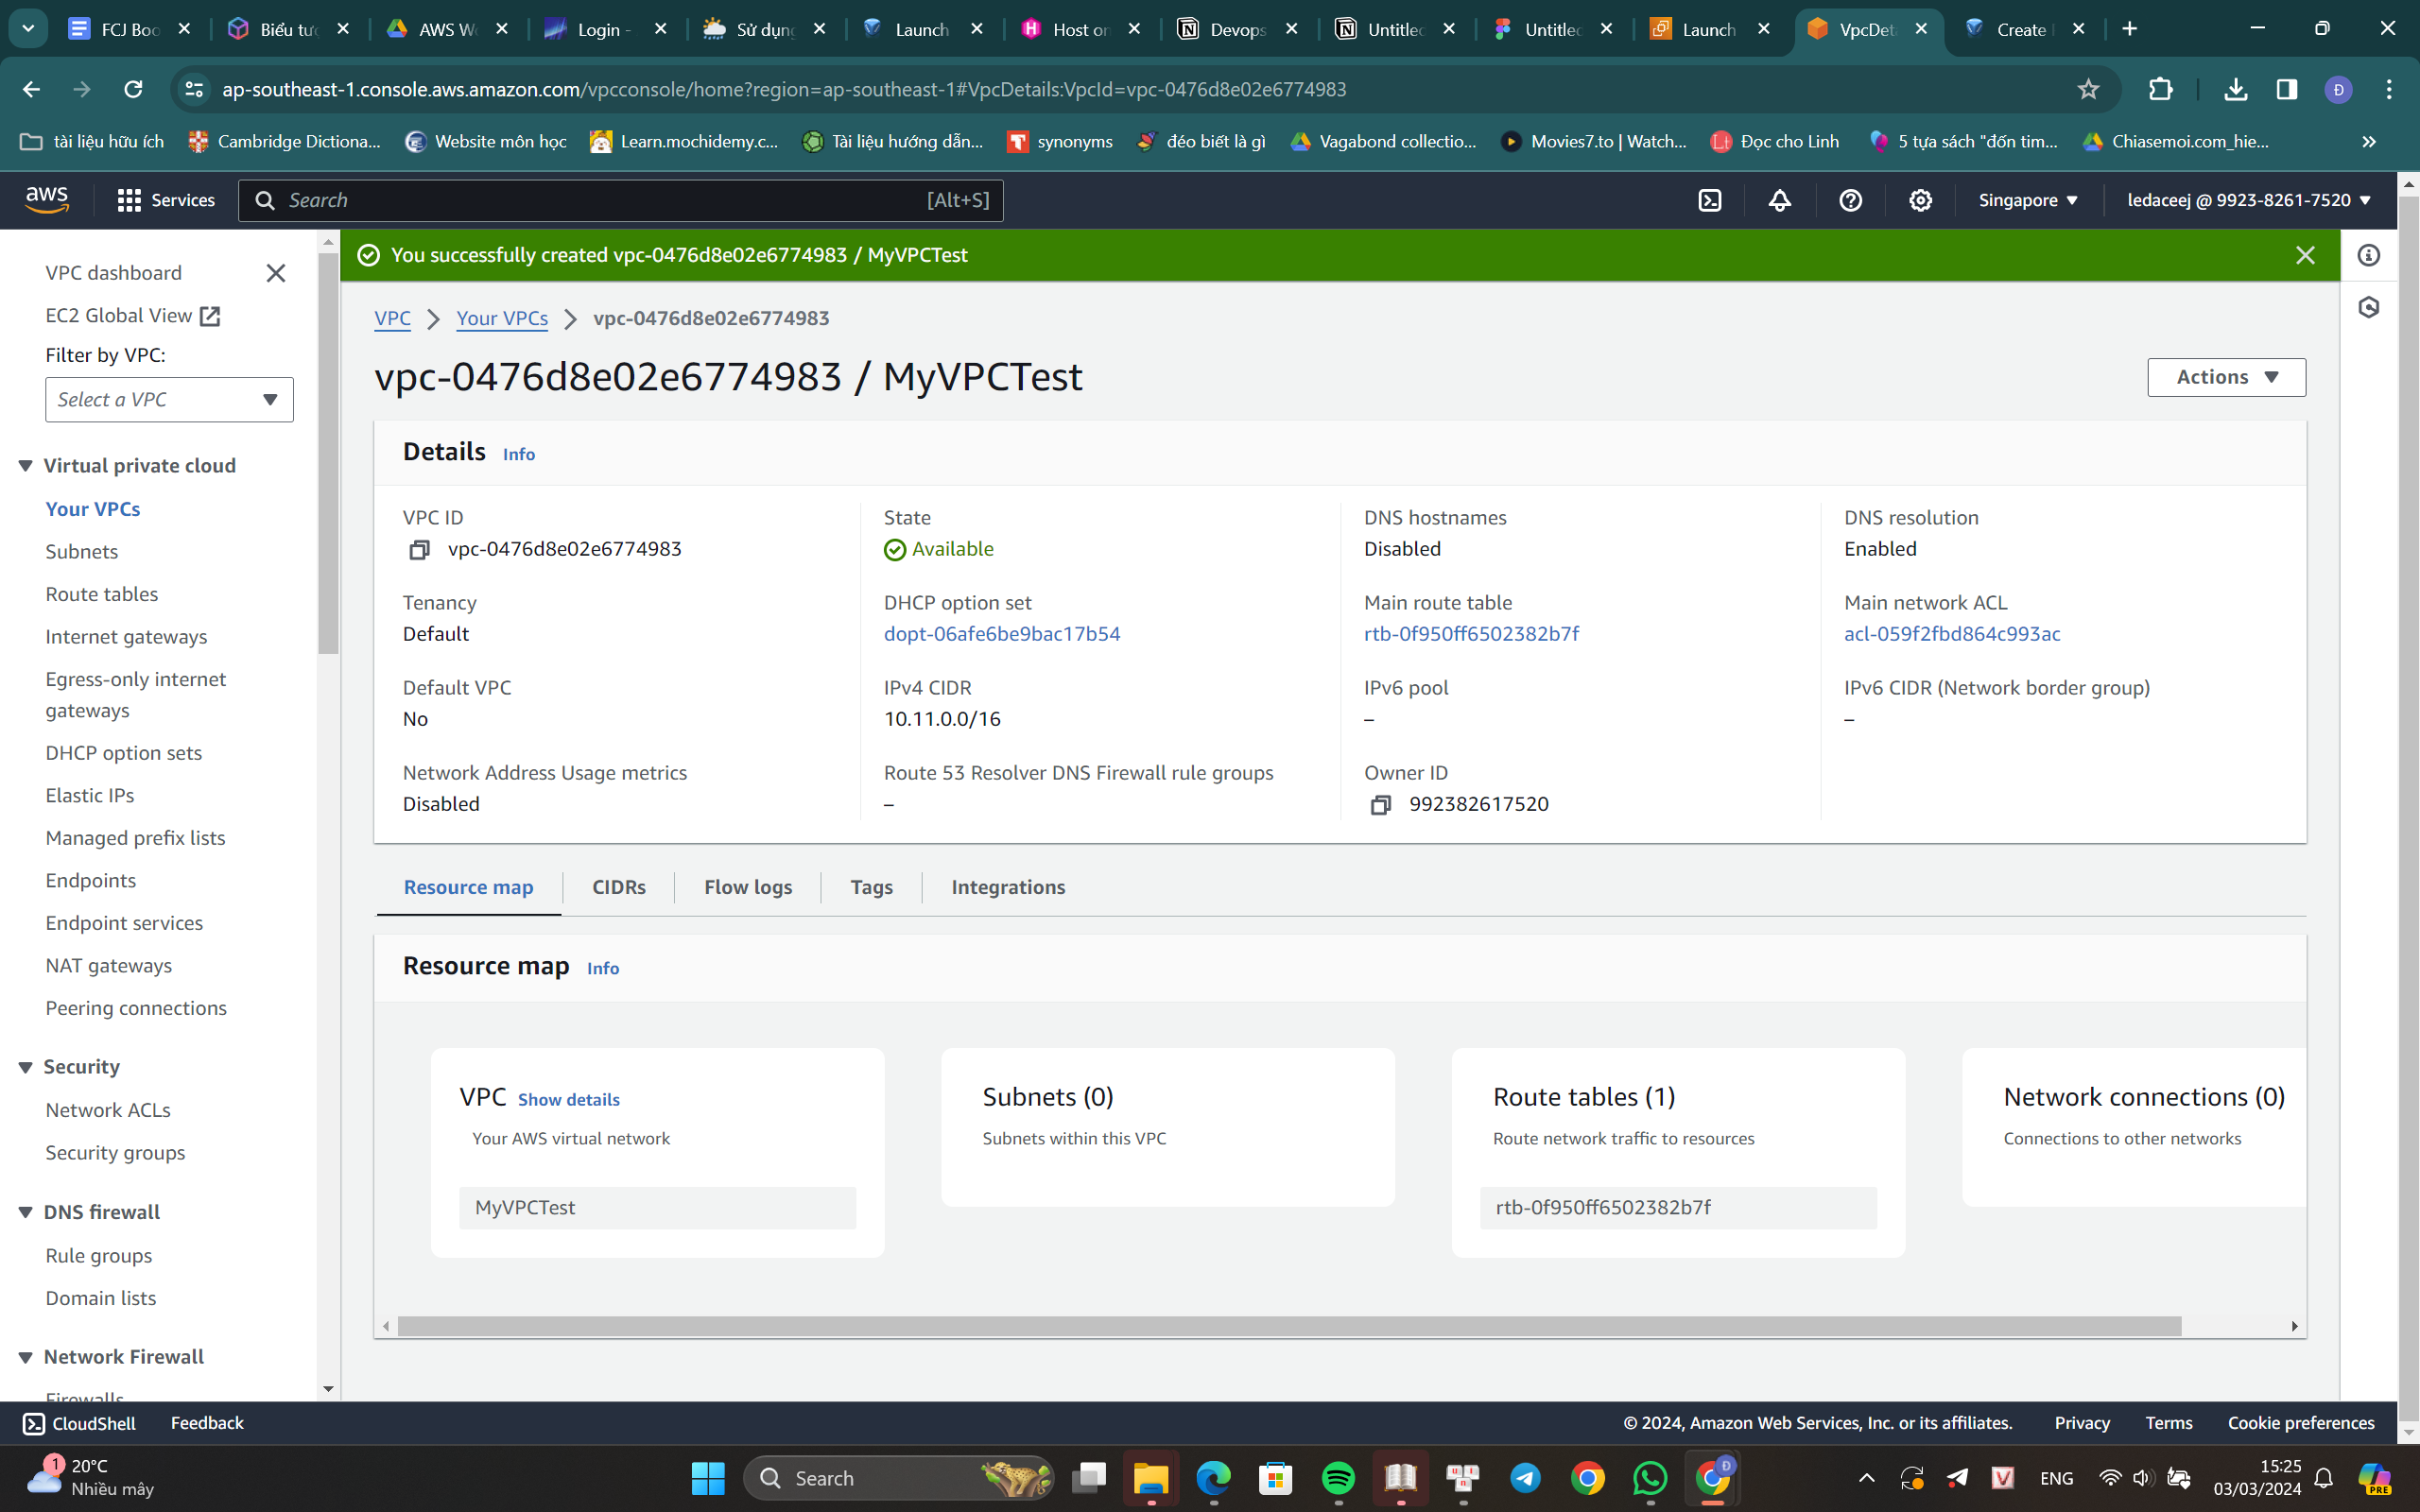 FCJ Boo
Biểu tư
AWS W
Login -
Sử dụn
Launch
Host on
Devops
Untitled
Untitled
Launch
VpcDeta
Create
ap-southeast-1.console.aws.amazon.com/vpcconsole/home?region=ap-southeast-1#VpcDetails:VpcId=vpc-0476d8e02e6774983
Đ
tài liệu hữu ích
Cambridge Dictiona...
Website môn học
Learn.mochidemy.c...
Tài liệu hướng dẫn...
synonyms
đéo biết là gì
Vagabond collectio...
Movies7.to | Watch...
Đọc cho Linh
5 tựa sách "đốn tim...
Chiasemoi.com_hie...
aws
Services
Search
[Alt+S]
Singapore
ledaceej @ 9923-8261-7520
You successfully created vpc-0476d8e02e6774983 / MyVPCTest
VPC dashboard
EC2 Global View
Filter by VPC:
Select a VPC
Virtual private cloud
Your VPCs
Subnets
Route tables
Internet gateways
Egress-only internet
gateways
DHCP option sets
Elastic IPs
Managed prefix lists
Endpoints
Endpoint services
NAT gateways
Peering connections
Security
Network ACLs
Security groups
DNS firewall
Rule groups
Domain lists
Network Firewall
Firewalls
VPC
Your VPCs
vpc-0476d8e02e6774983
vpc-0476d8e02e6774983 / MyVPCTest
Actions
Details Info
VPC ID
vpc-0476d8e02e6774983
State
Available
DNS hostnames
Disabled
DNS resolution
Enabled
Tenancy
Default
DHCP option set
dopt-06afe6be9bac17b54
Main route table
rtb-0f950ff6502382b7f
Main network ACL
acl-059f2fbd864c993ac
Default VPC
No
IPv4 CIDR
10.11.0.0/16
IPv6 pool
–
IPv6 CIDR (Network border group)
–
Network Address Usage metrics
Disabled
Route 53 Resolver DNS Firewall rule groups
–
Owner ID
992382617520
Resource map
CIDRs
Flow logs
Tags
Integrations
Resource map Info
VPC Show details
Your AWS virtual network
MyVPCTest
Subnets (0)
Subnets within this VPC
Route tables (1)
Route network traffic to resources
rtb-0f950ff6502382b7f
Network connections (0)
Connections to other networks
CloudShell
Feedback
© 2024, Amazon Web Services, Inc. or its affiliates.
Privacy
Terms
Cookie preferences
1
20°C
Nhiều mây
Search
Đ
ENG
15:25
03/03/2024
PRE